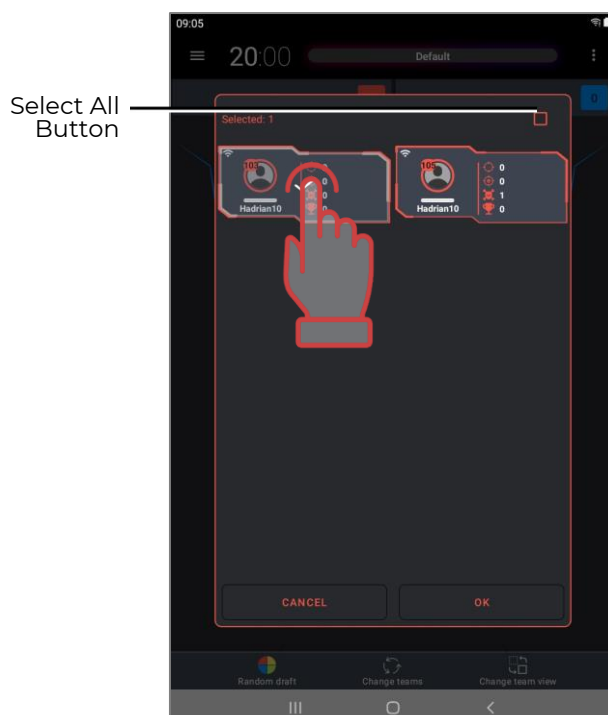 09:05
20:00
Default
0
Select All
Button
Selected: 1
103
0
0
0
0
Hadrian10
105
0
0
1
0
Hadrian10
CANCEL
OK
Random draft
Change teams
Change team view